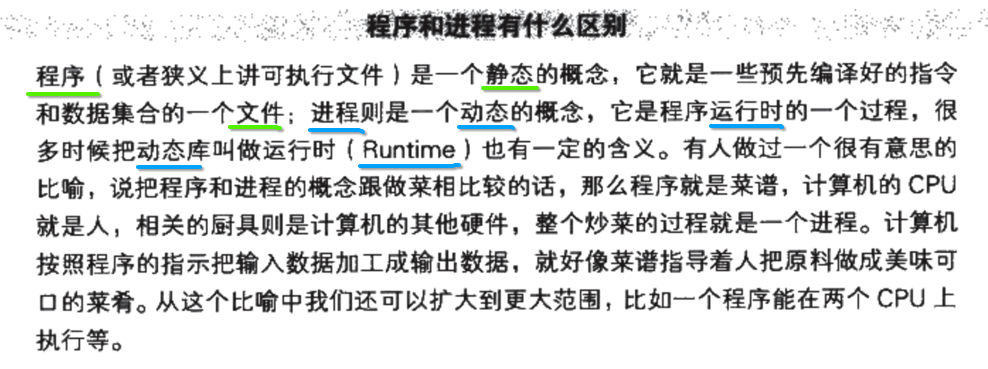 程序和进程有什么区别
程序（或者狭义上讲可执行文件）是一个静态的概念，它就是一些预先编译好的指令
和数据集合的一个文件；进程则是一个动态的概念，它是程序运行时的一个过程，很
多时候把动态库叫做运行时（Runtime）也有一定的含义。有人做过一个很有意思的
比喻，说把程序和进程的概念跟做菜相比较的话，那么程序就是菜谱，计算机的 CPU
就是人，相关的厨具则是计算机的其他硬件，整个炒菜的过程就是一个进程。计算机
按照程序的指示把输入数据加工成输出数据，就好像菜谱指导着人把原料做成美味可
口的菜肴。从这个比喻中我们还可以扩大到更大范围，比如一个程序能在两个 CPU 上
执行等。